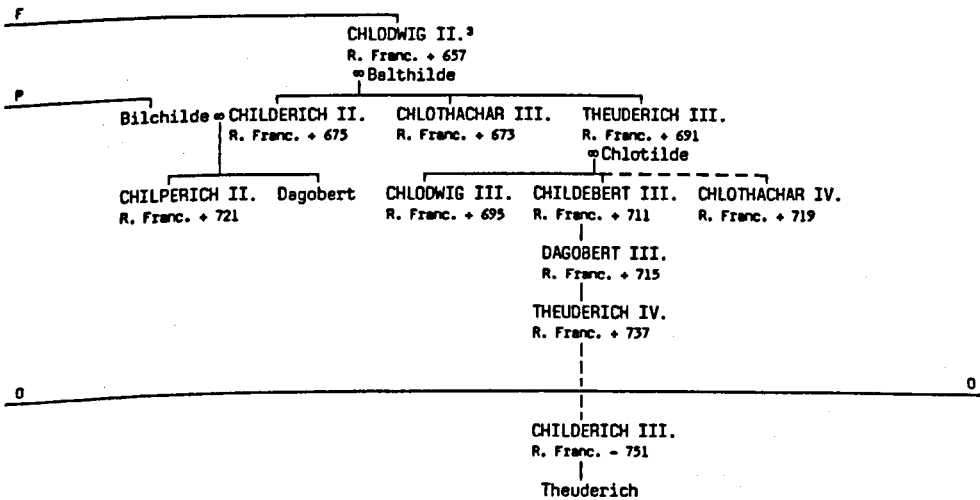 F
CHLODWIG II.³
R. Franc. + 657
∞ Balthilde
P
Bilchilde ∞ CHILDERICH II. CHLOTHACHAR III. THEUDERICH III.
R. Franc. + 675 R. Franc. + 673 R. Franc. + 691
∞ Chlotilde
CHILPERICH II. Dagobert CHLODWIG III. CHILDEBERT III. CHLOTHACHAR IV.
R. Franc. + 721 R. Franc. + 695 R. Franc. + 711 R. Franc. + 719
DAGOBERT III.
R. Franc. + 715
THEUDERICH IV.
R. Franc. + 737
O O
CHILDERICH III.
R. Franc. - 751
Theuderich